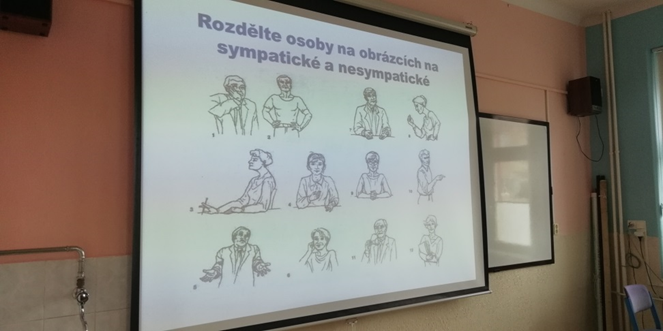 Rozdělte osoby na obrázcích na
sympatické a nesympatické